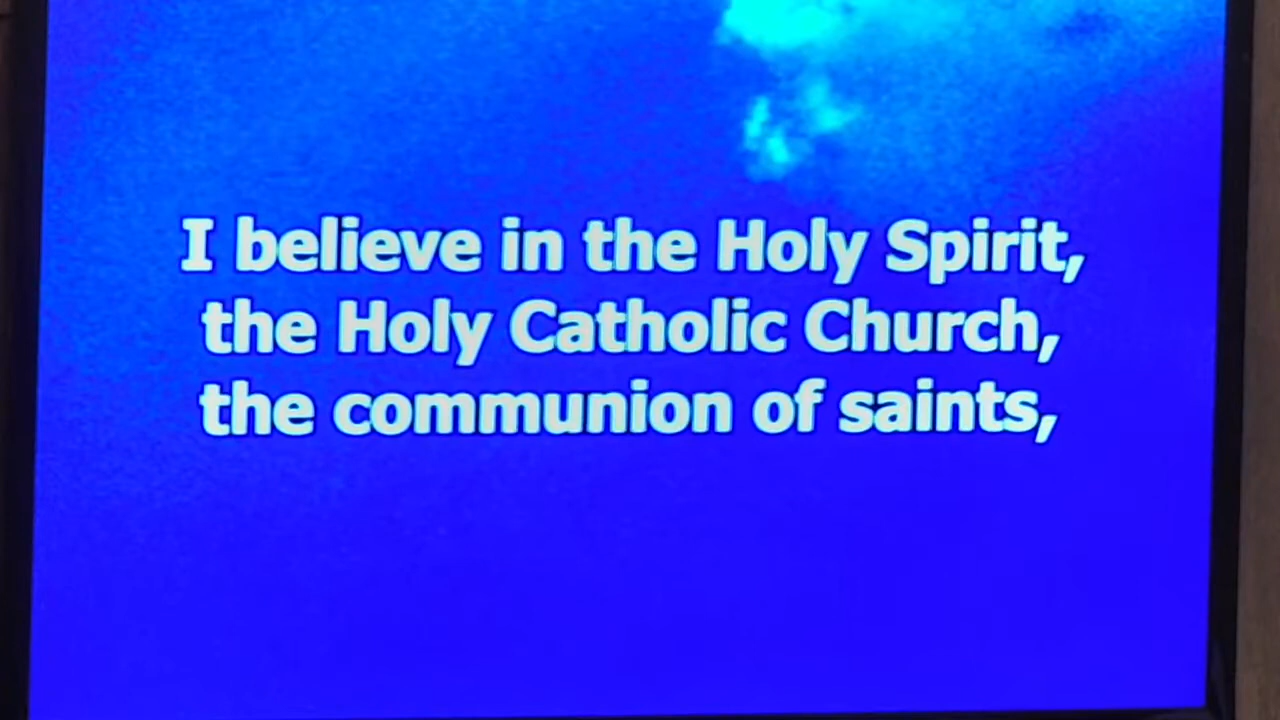 I believe in the Holy Spirit,
the Holy Catholic Church,
the communion of saints,